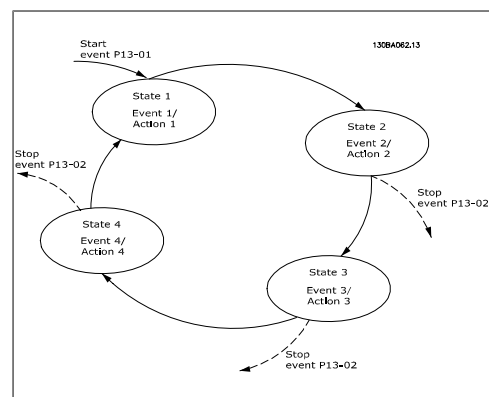 Start
event P13-01
130BA062.13
State 1
Event 1/
Action 1
State 2
Event 2/
Action 2
Stop
event P13-02
Stop
event P13-02
State 4
Event 4/
Action 4
State 3
Event 3/
Action 3
Stop
event P13-02